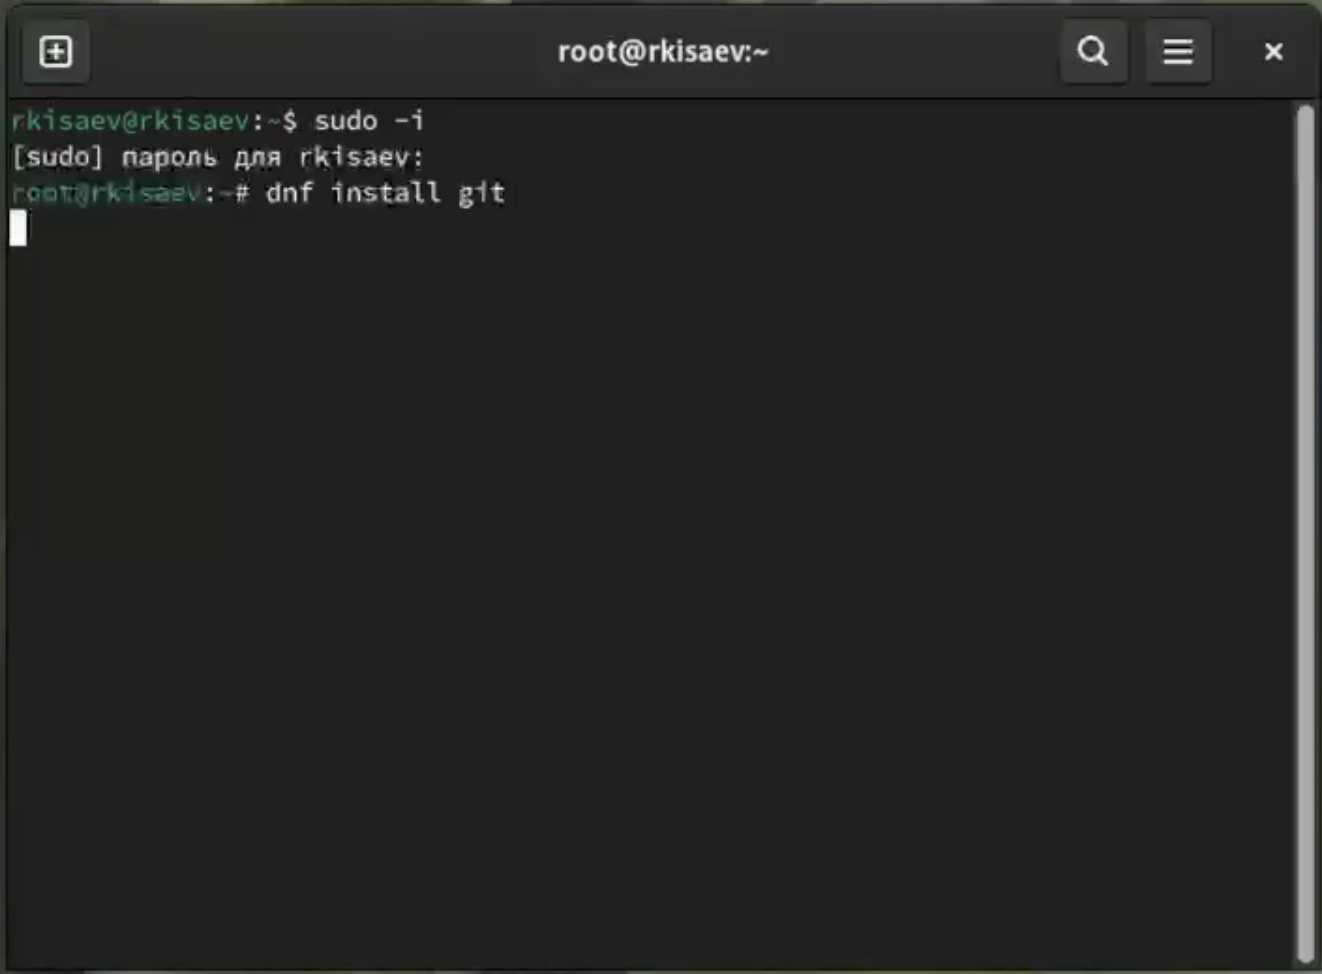 root@rkisaev:~
rkisaev@rkisaev:~$ sudo -i
[sudo] пароль для rkisaev:
root@rkisaev:~# dnf install git